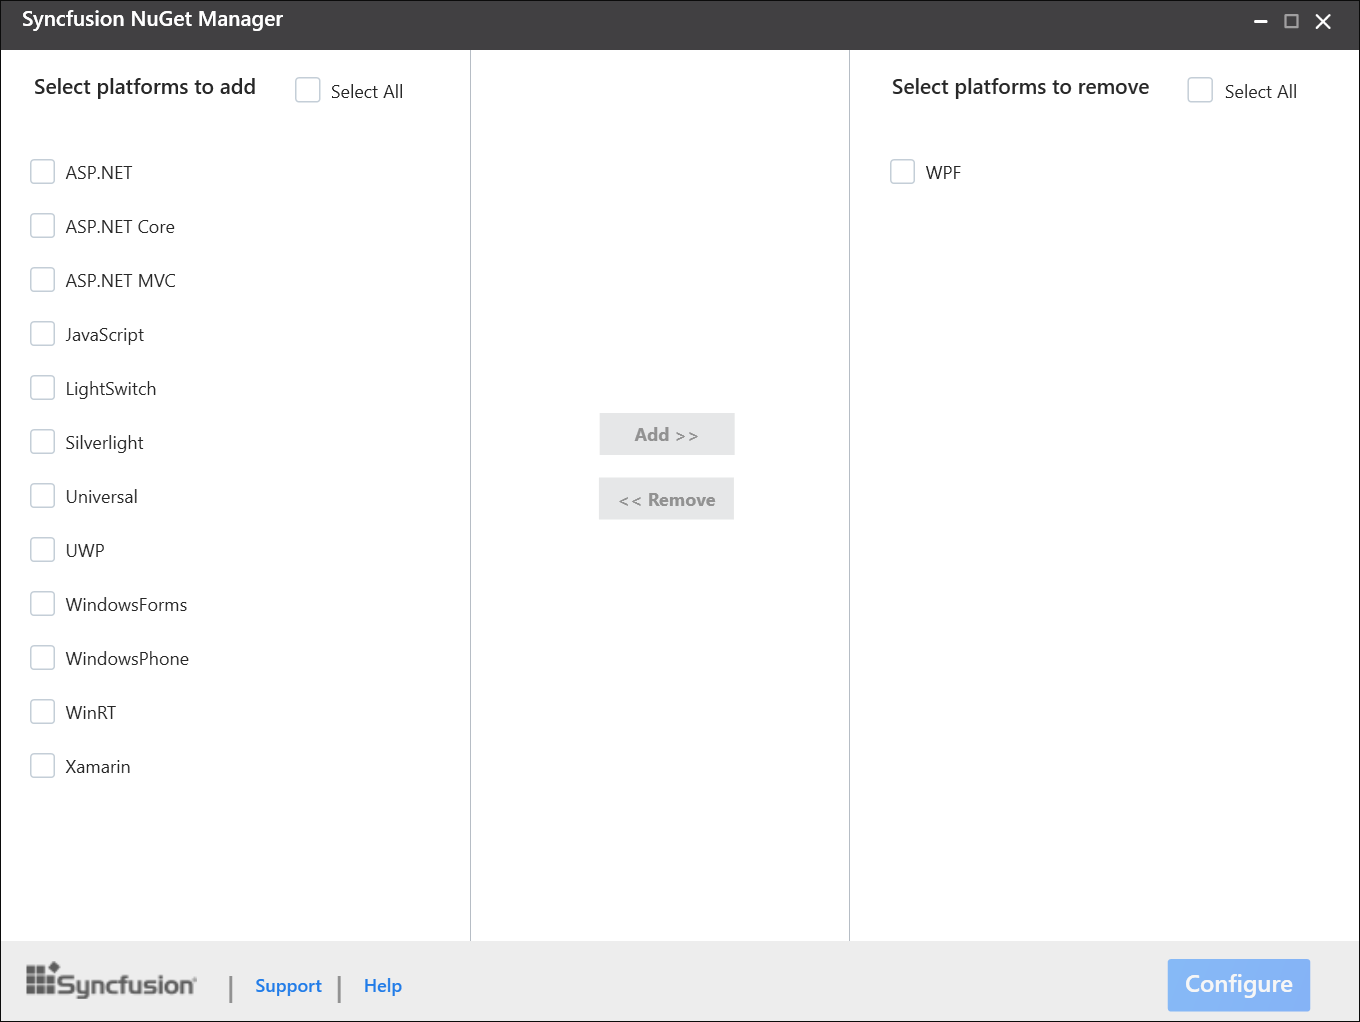 Syncfusion NuGet Manager
Select platforms to add
Select All
Select platforms to remove
Select All
ASP.NET
ASP.NET Core
ASP.NET MVC
JavaScript
LightSwitch
Silverlight
Universal
UWP
WindowsForms
WindowsPhone
WinRT
Xamarin
Add >>
<< Remove
WPF
Syncfusion
| Support | Help
Configure